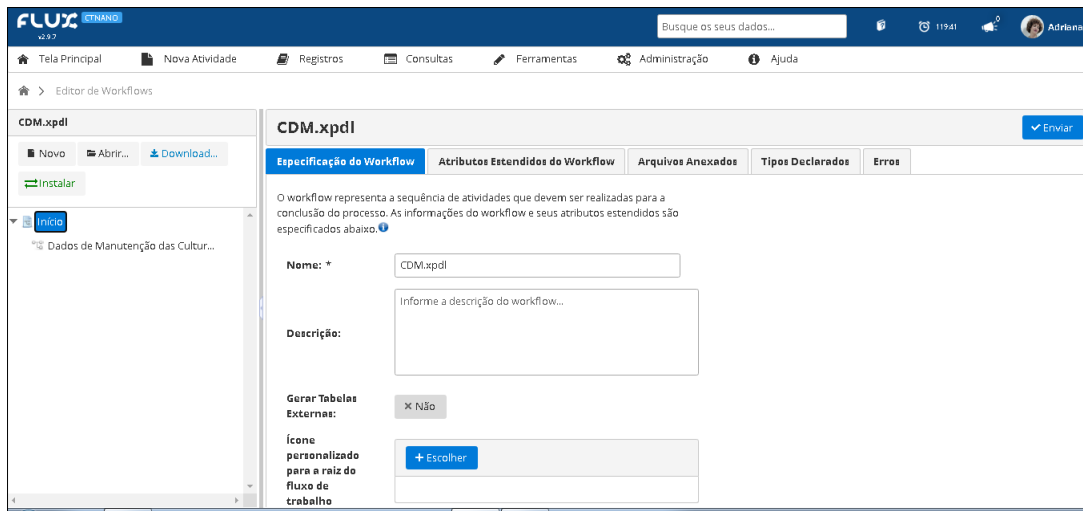 FLUX CTNANO
v2.9.7
Busque os seus dados...
119:41
0
Adriana
Tela Principal
Nova Atividade
Registros
Consultas
Ferramentas
Administração
Ajuda
> Editor de Workflows
CDM.xpdl
Novo
Abrir...
Download...
Instalar
Início
Dados de Manutenção das Cultur...
CDM.xpdl
Enviar
Especificação do Workflow
Atributos Estendidos do Workflow
Arquivos Anexados
Tipos Declarados
Erros
O workflow representa a sequência de atividades que devem ser realizadas para a
conclusão do processo. As informações do workflow e seus atributos estendidos são
especificados abaixo.
Nome: *
CDM.xpdl
Descrição:
Informe a descrição do workflow...
Gerar Tabelas
Externas:
Não
Ícone
personalizado
para a raiz do
fluxo de
trabalho
+ Escolher